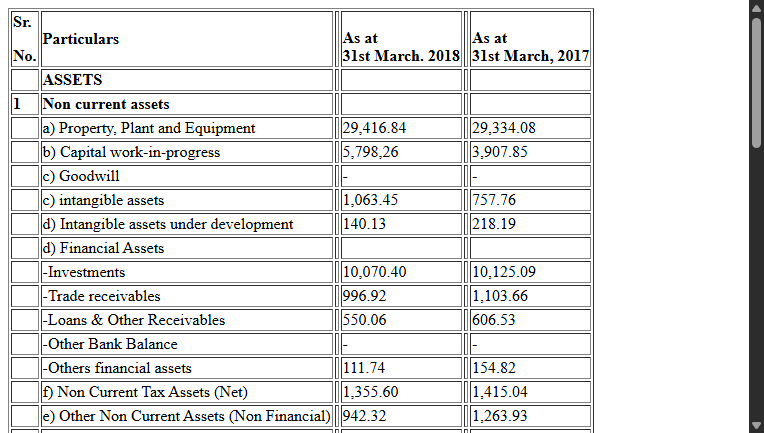 Sr. No. Particulars As at 31st March. 2018 As at 31st March, 2017
ASSETS
1 Non current assets
a) Property, Plant and Equipment 29,416.84 29,334.08
b) Capital work-in-progress 5,798,26 3,907.85
c) Goodwill - -
c) intangible assets 1,063.45 757.76
d) Intangible assets under development 140.13 218.19
d) Financial Assets
-Investments 10,070.40 10,125.09
-Trade receivables 996.92 1,103.66
-Loans & Other Receivables 550.06 606.53
-Other Bank Balance - -
-Others financial assets 111.74 154.82
f) Non Current Tax Assets (Net) 1,355.60 1,415.04
e) Other Non Current Assets (Non Financial) 942.32 1,263.93